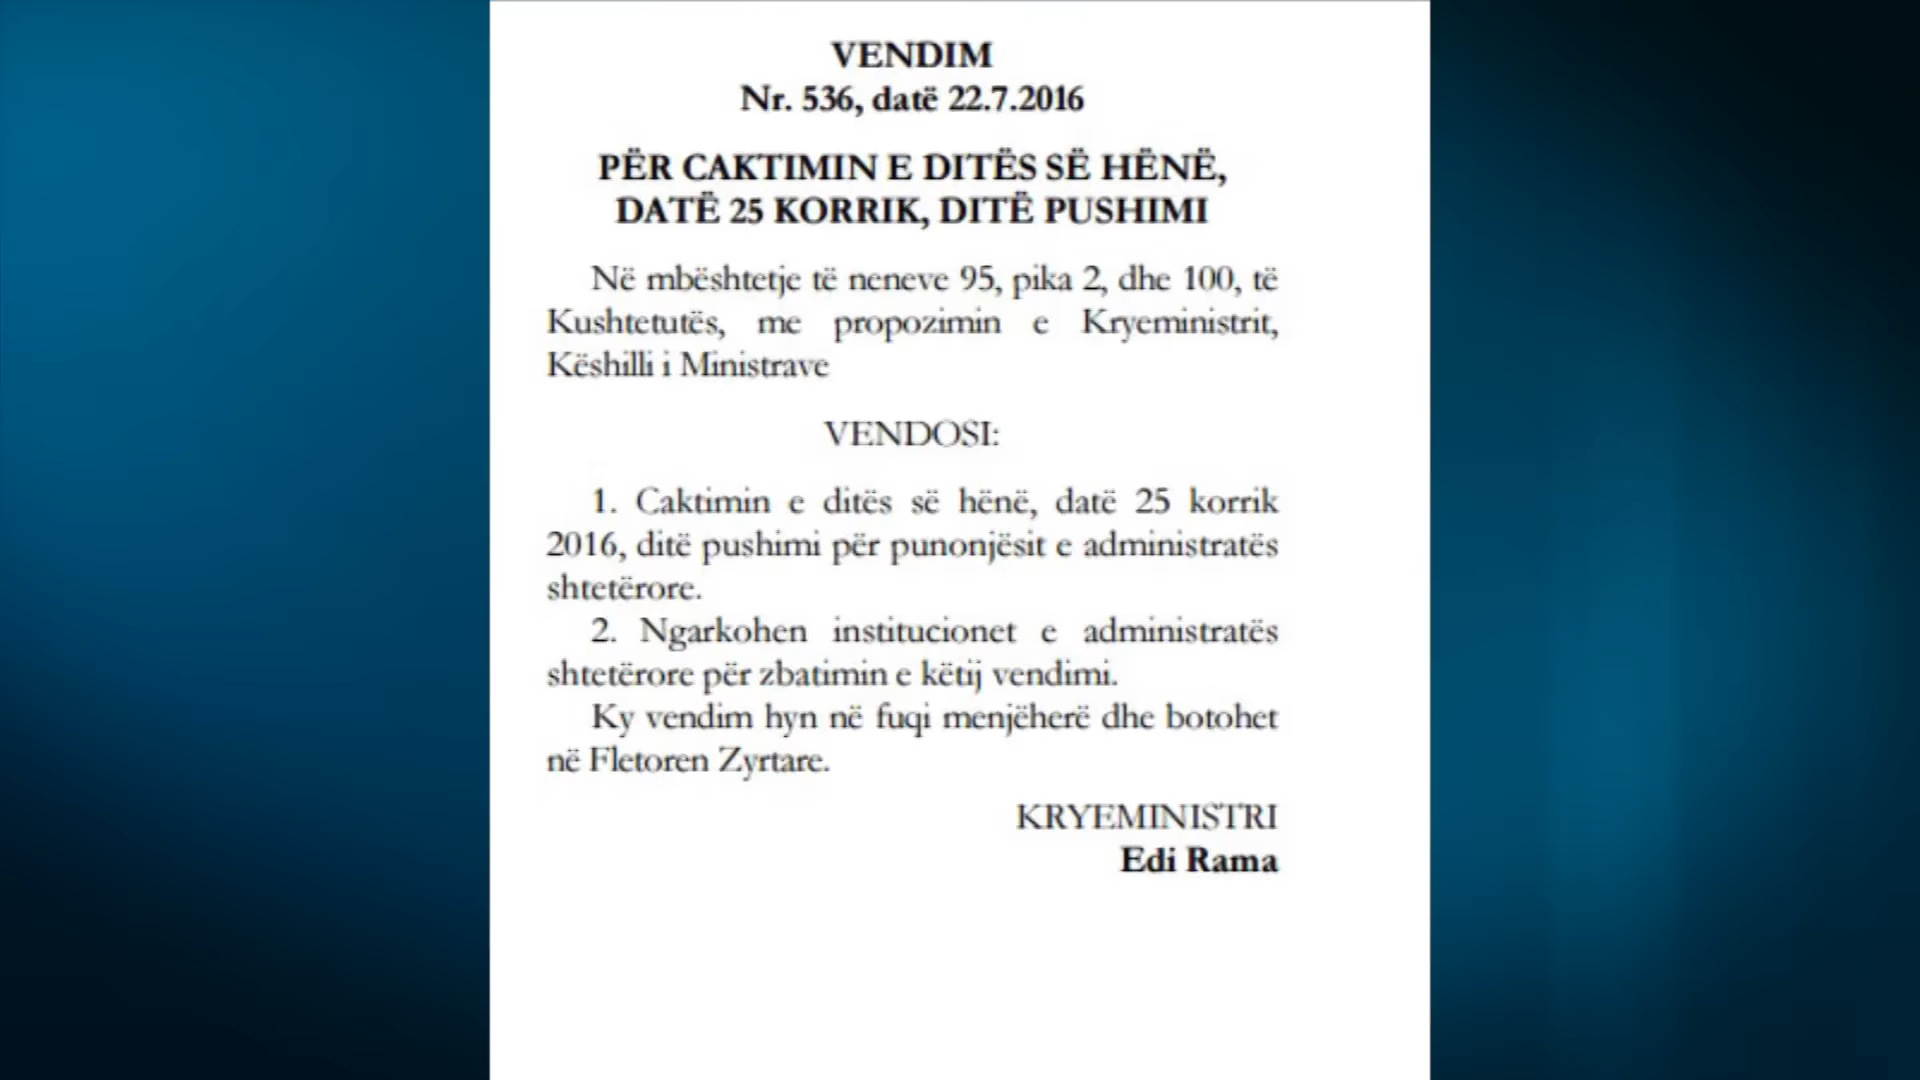 VENDIM
Nr. 536, datë 22.7.2016
PËR CAKTIMIN E DITËS SË HËNË,
DATË 25 KORRIK, DITË PUSHIMI
Në mbështetje të neneve 95, pika 2, dhe 100, të
Kushtetutës, me propozimin e Kryeministrit,
Këshilli i Ministrave
VENDOSI:
1. Caktimin e ditës së hënë, datë 25 korrik
2016, ditë pushimi për punonjësit e administratës
shtetërore.
2. Ngarkohen institucionet e administratës
shtetërore për zbatimin e këtij vendimi.
Ky vendim hyn në fuqi menjëherë dhe botohet
në Fletoren Zyrtare.
KRYEMINISTRI
Edi Rama